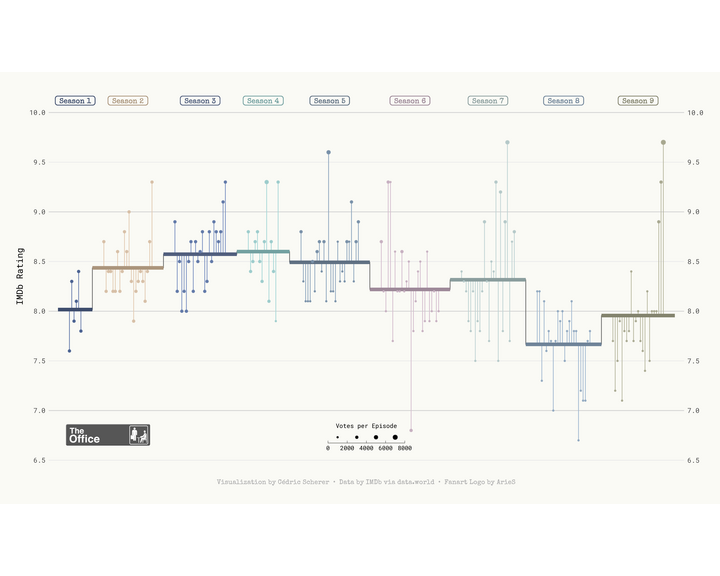 Season 1 Season 2 Season 3 Season 4 Season 5 Season 6 Season 7 Season 8 Season 9
10.0 10.0
9.5 9.5
9.0 9.0
8.5 8.5
IMDb Rating
8.0 8.0
7.5 7.5
7.0 7.0
The
Office
Votes per Episode
0 2000 4000 6000 8000
6.5 6.5
Visualization by Cédric Scherer • Data by IMDb via data.world • Fanart Logo by ArieS